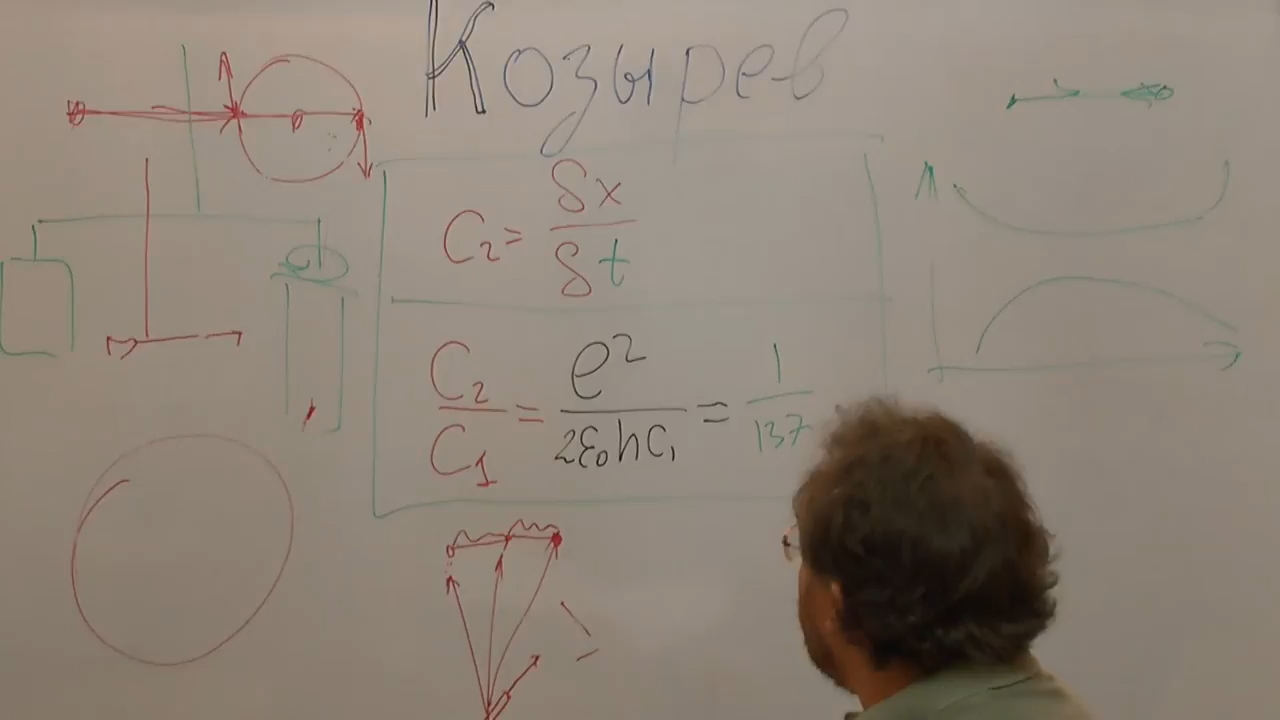 Козырев
C₂ = δx / δt
C₂ / C₁ = e² / 2ε₀hC₁ = 1 / 137